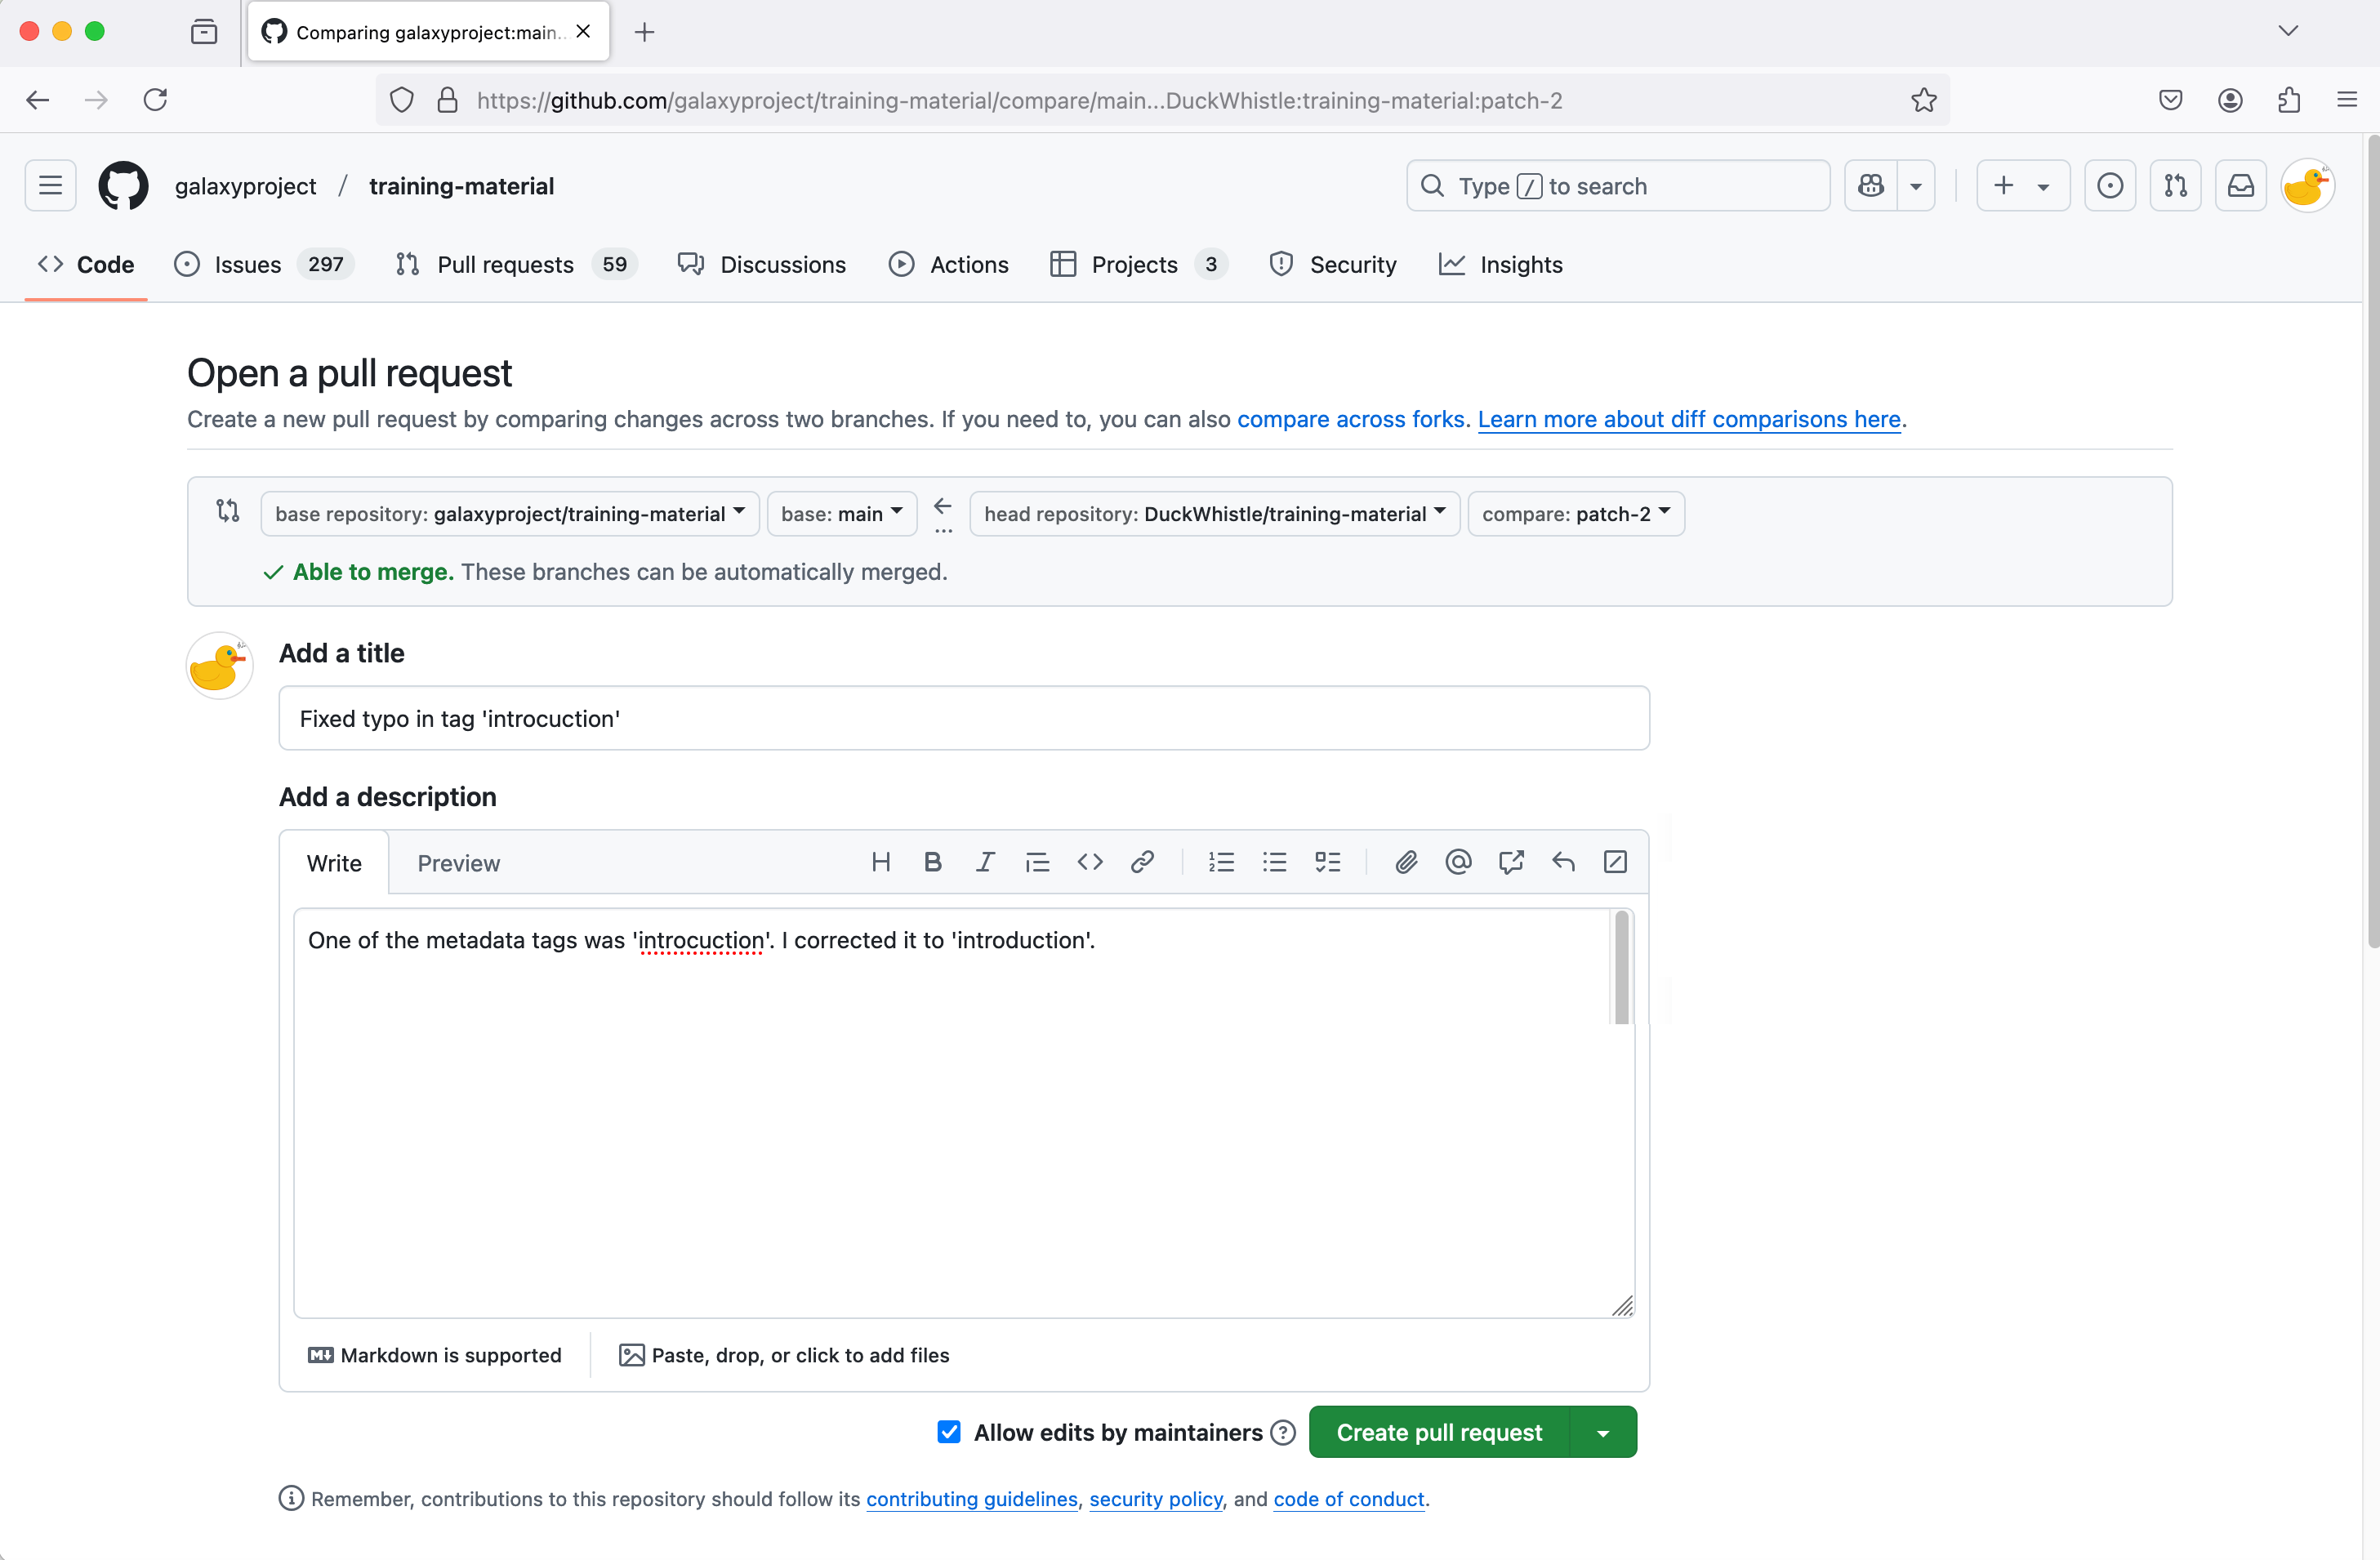 Comparing galaxyproject:main...
https://github.com/galaxyproject/training-material/compare/main...DuckWhistle:training-material:patch-2
galaxyproject / training-material
Type / to search
Code Issues 297 Pull requests 59 Discussions Actions Projects 3 Security Insights
Open a pull request
Create a new pull request by comparing changes across two branches. If you need to, you can also compare across forks. Learn more about diff comparisons here.
base repository: galaxyproject/training-material base: main ... head repository: DuckWhistle/training-material compare: patch-2
Able to merge. These branches can be automatically merged.
Add a title
Fixed typo in tag 'introcuction'
Add a description
Write Preview
One of the metadata tags was 'introcuction'. I corrected it to 'introduction'.
Markdown is supported Paste, drop, or click to add files
Allow edits by maintainers Create pull request
Remember, contributions to this repository should follow its contributing guidelines, security policy, and code of conduct.